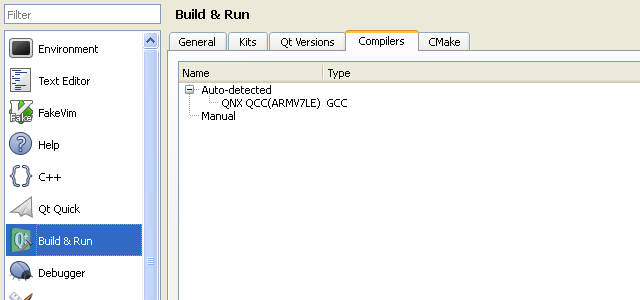 Filter
Environment
Text Editor
FakeVim
Fake
Help
C++
Qt Quick
Build & Run
Debugger
Build & Run
General
Kits
Qt Versions
Compilers
CMake
Name Type
Auto-detected
QNX QCC(ARMV7LE) GCC
Manual